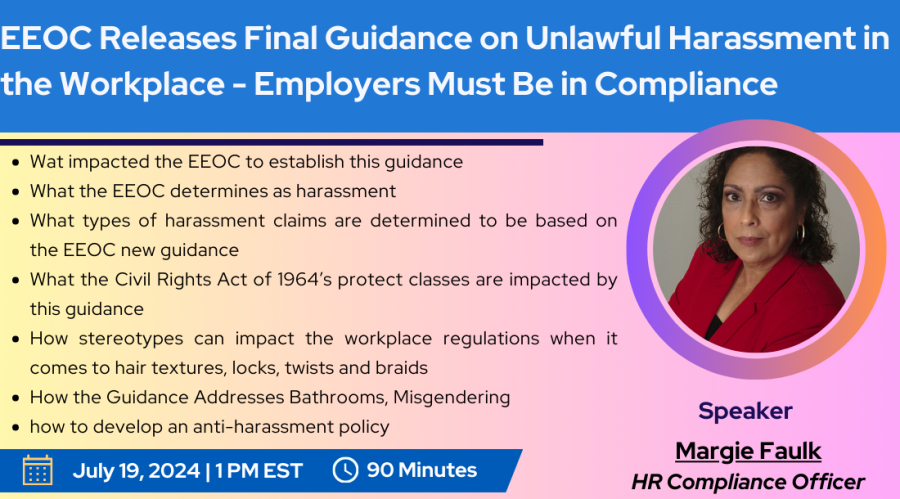 EEOC Releases Final Guidance on Unlawful Harassment in
the Workplace - Employers Must Be in Compliance
• Wat impacted the EEOC to establish this guidance
• What the EEOC determines as harassment
• What types of harassment claims are determined to be based on
the EEOC new guidance
• What the Civil Rights Act of 1964's protect classes are impacted by
this guidance
• How stereotypes can impact the workplace regulations when it
comes to hair textures, locks, twists and braids
• How the Guidance Addresses Bathrooms, Misgendering
• how to develop an anti-harassment policy
July 19, 2024 | 1 PM EST
90 Minutes
Speaker
Margie Faulk
HR Compliance Officer